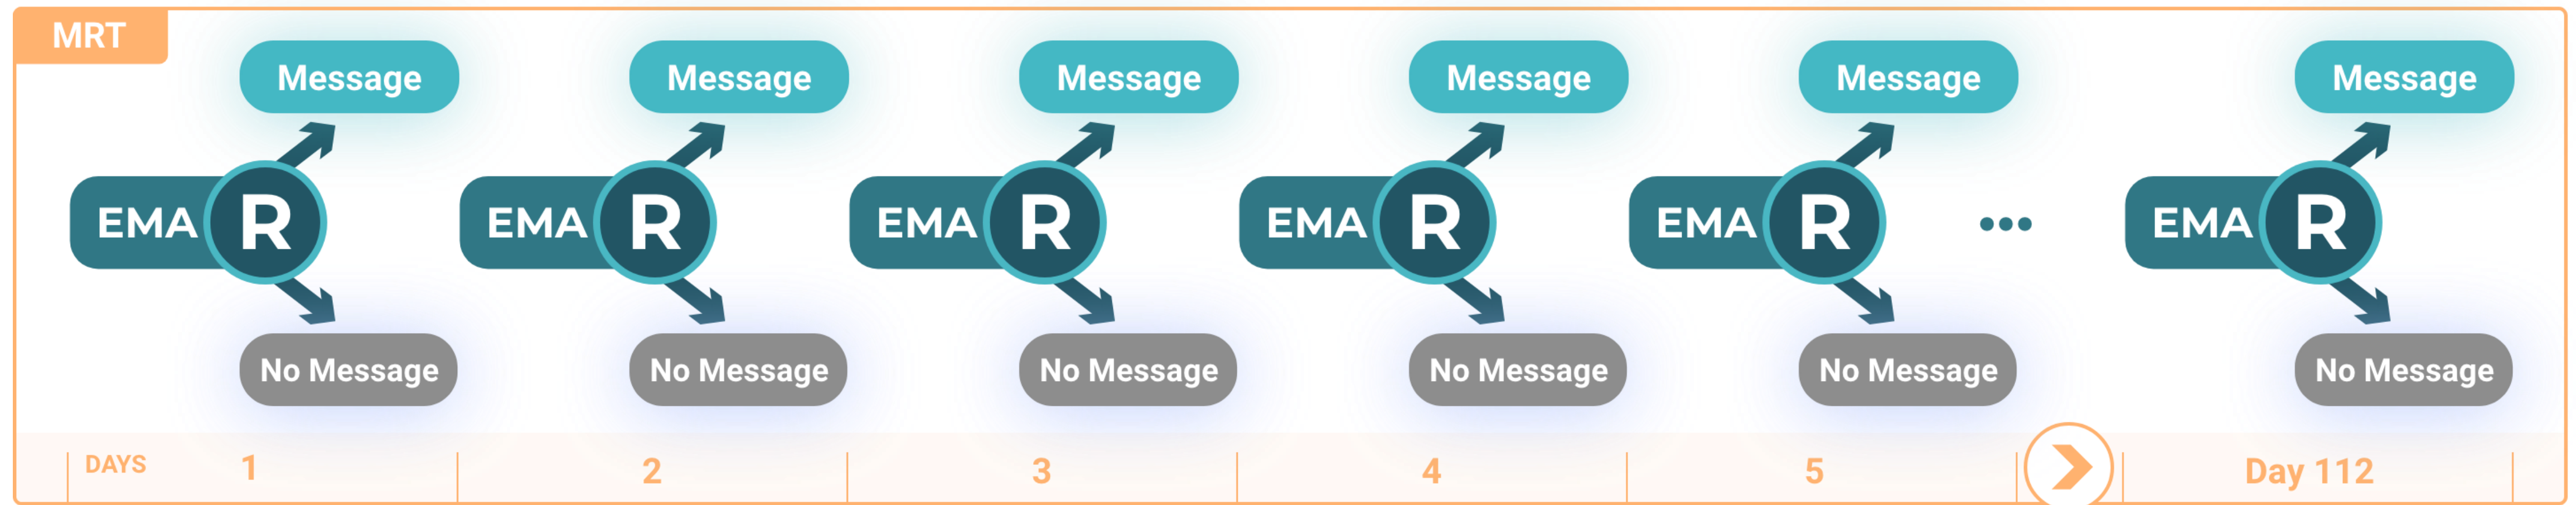 MRT
Message Message Message Message Message Message
EMA R EMA R EMA R EMA R EMA R ••• EMA R
No Message No Message No Message No Message No Message No Message
DAYS 1 2 3 4 5 Day 112